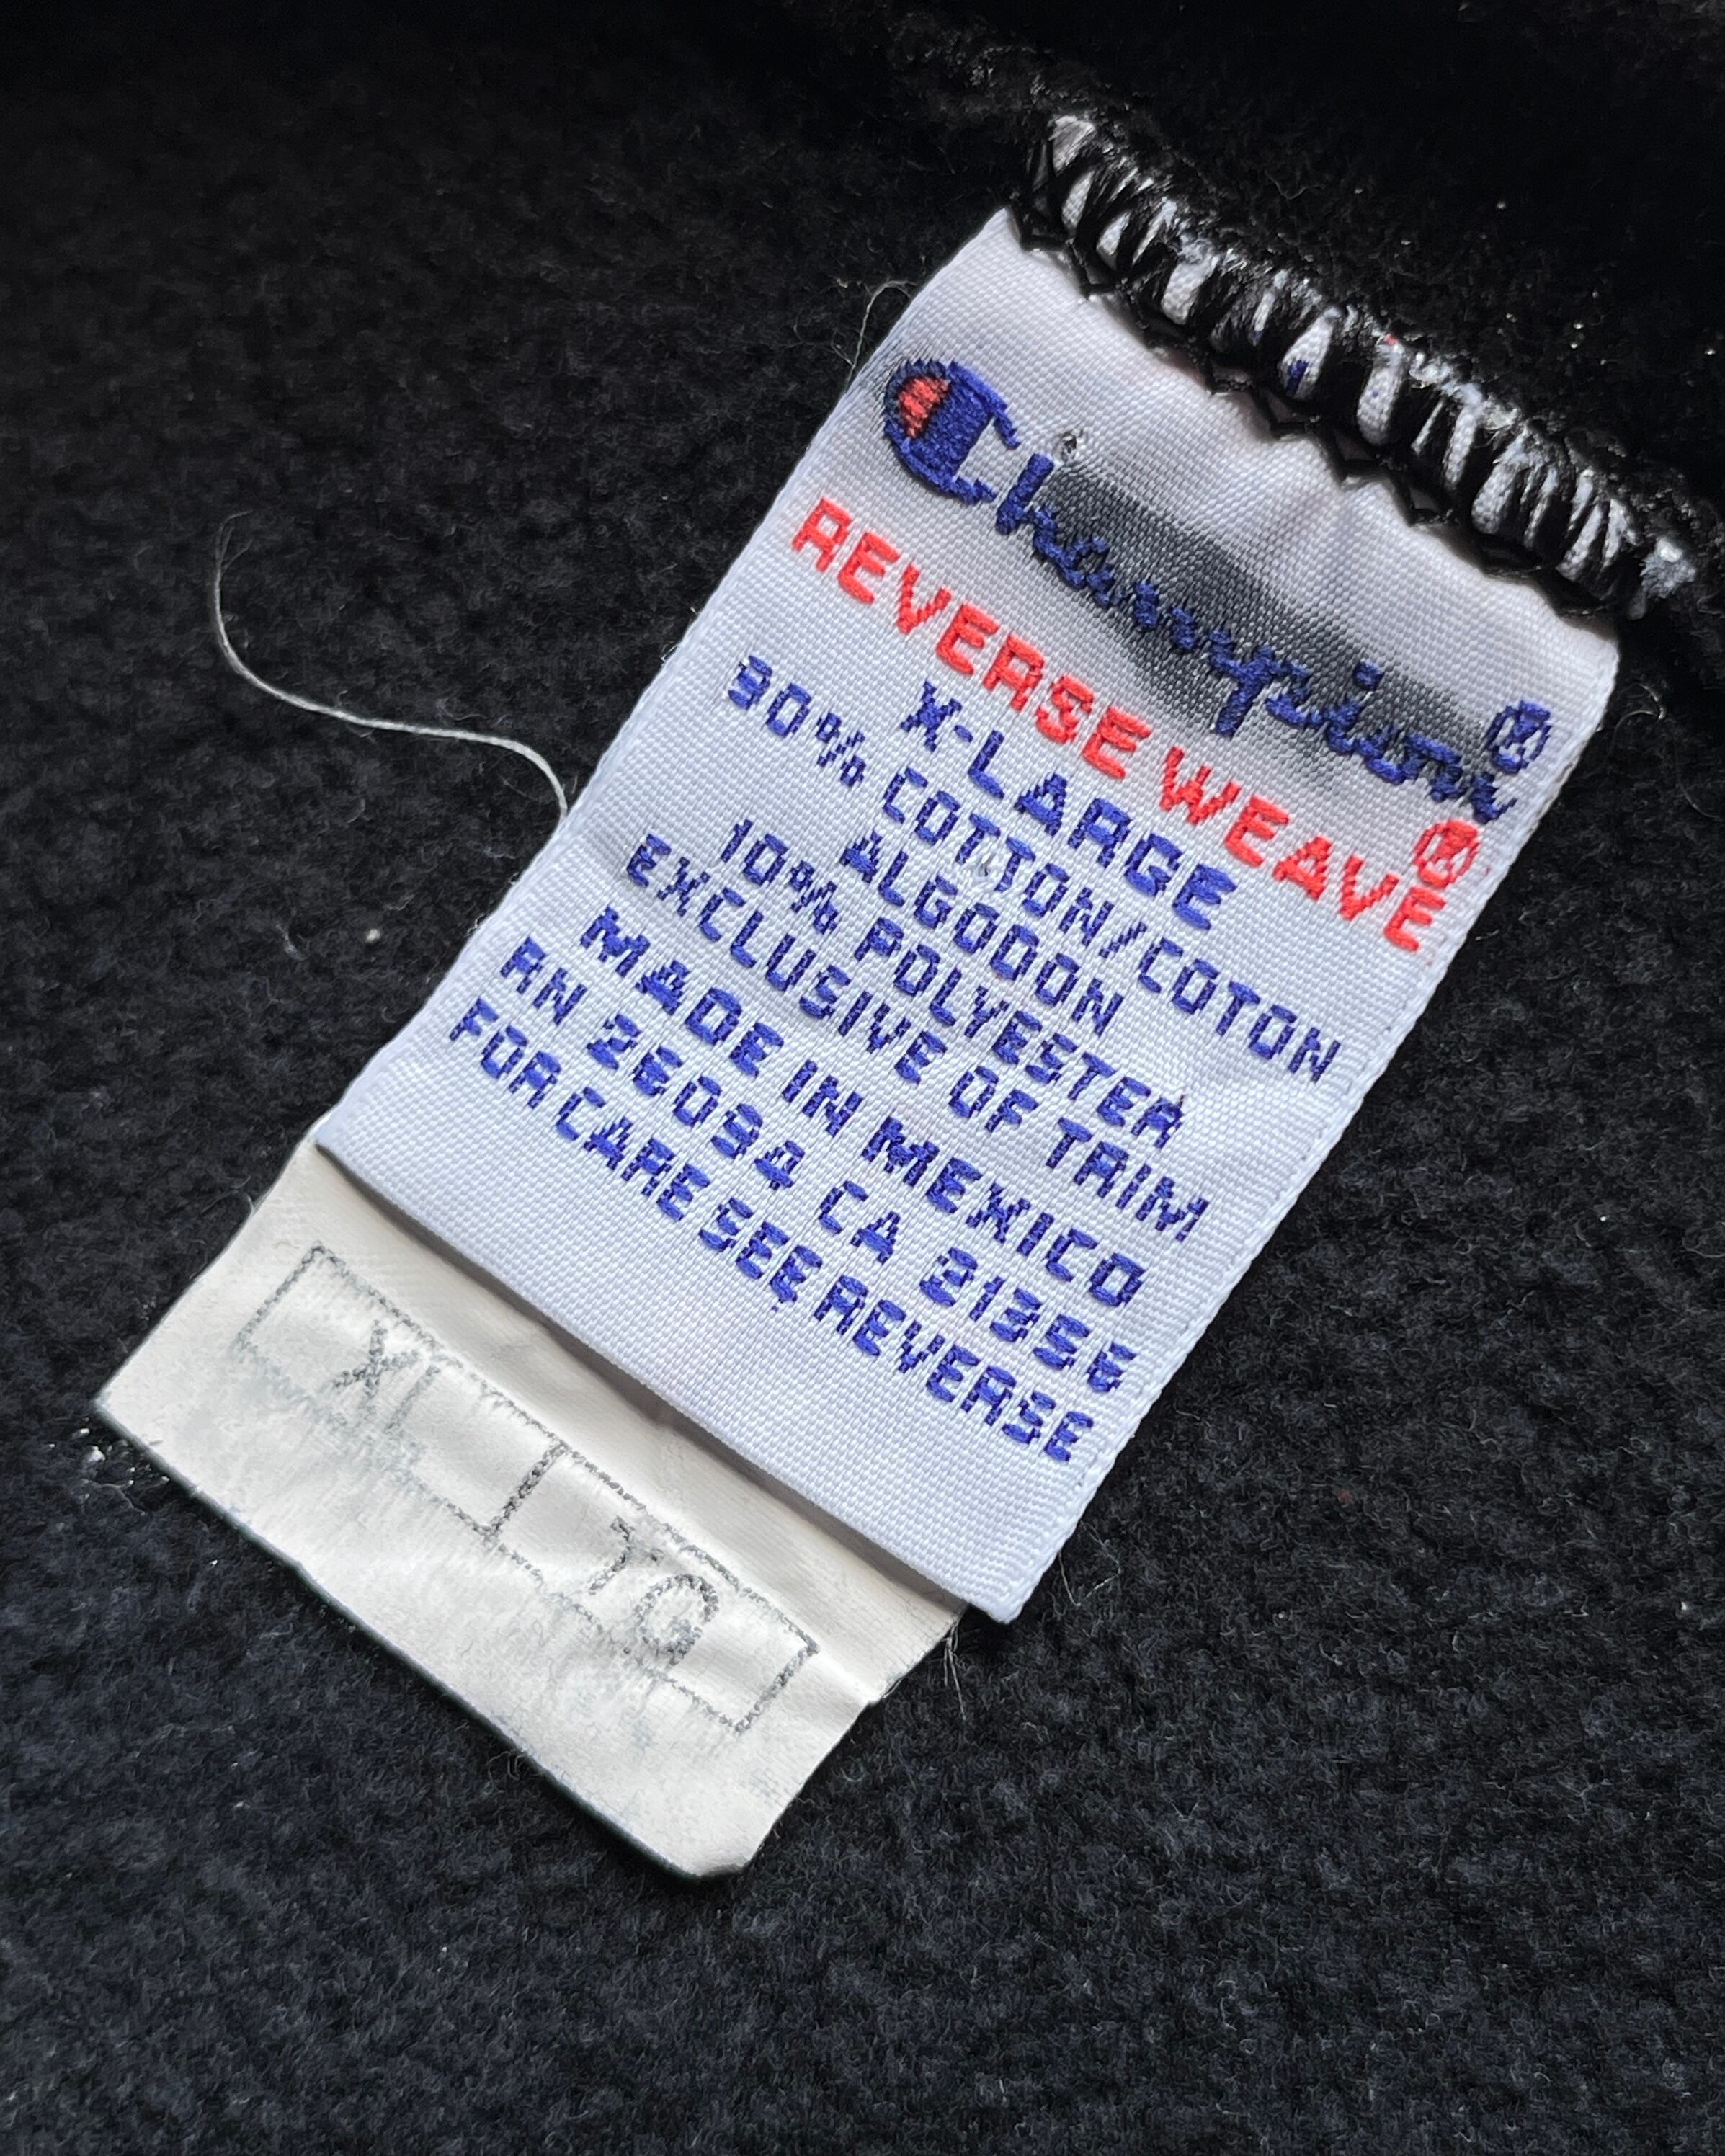 Champion®
REVERSE WEAVE®
X-LARGE
90% COTTON/COTON
ALGODON
10% POLYESTER
EXCLUSIVE OF TRIM
MADE IN MEXICO
RN 26094 CA 21356
FOR CARE SEE REVERSE
XL